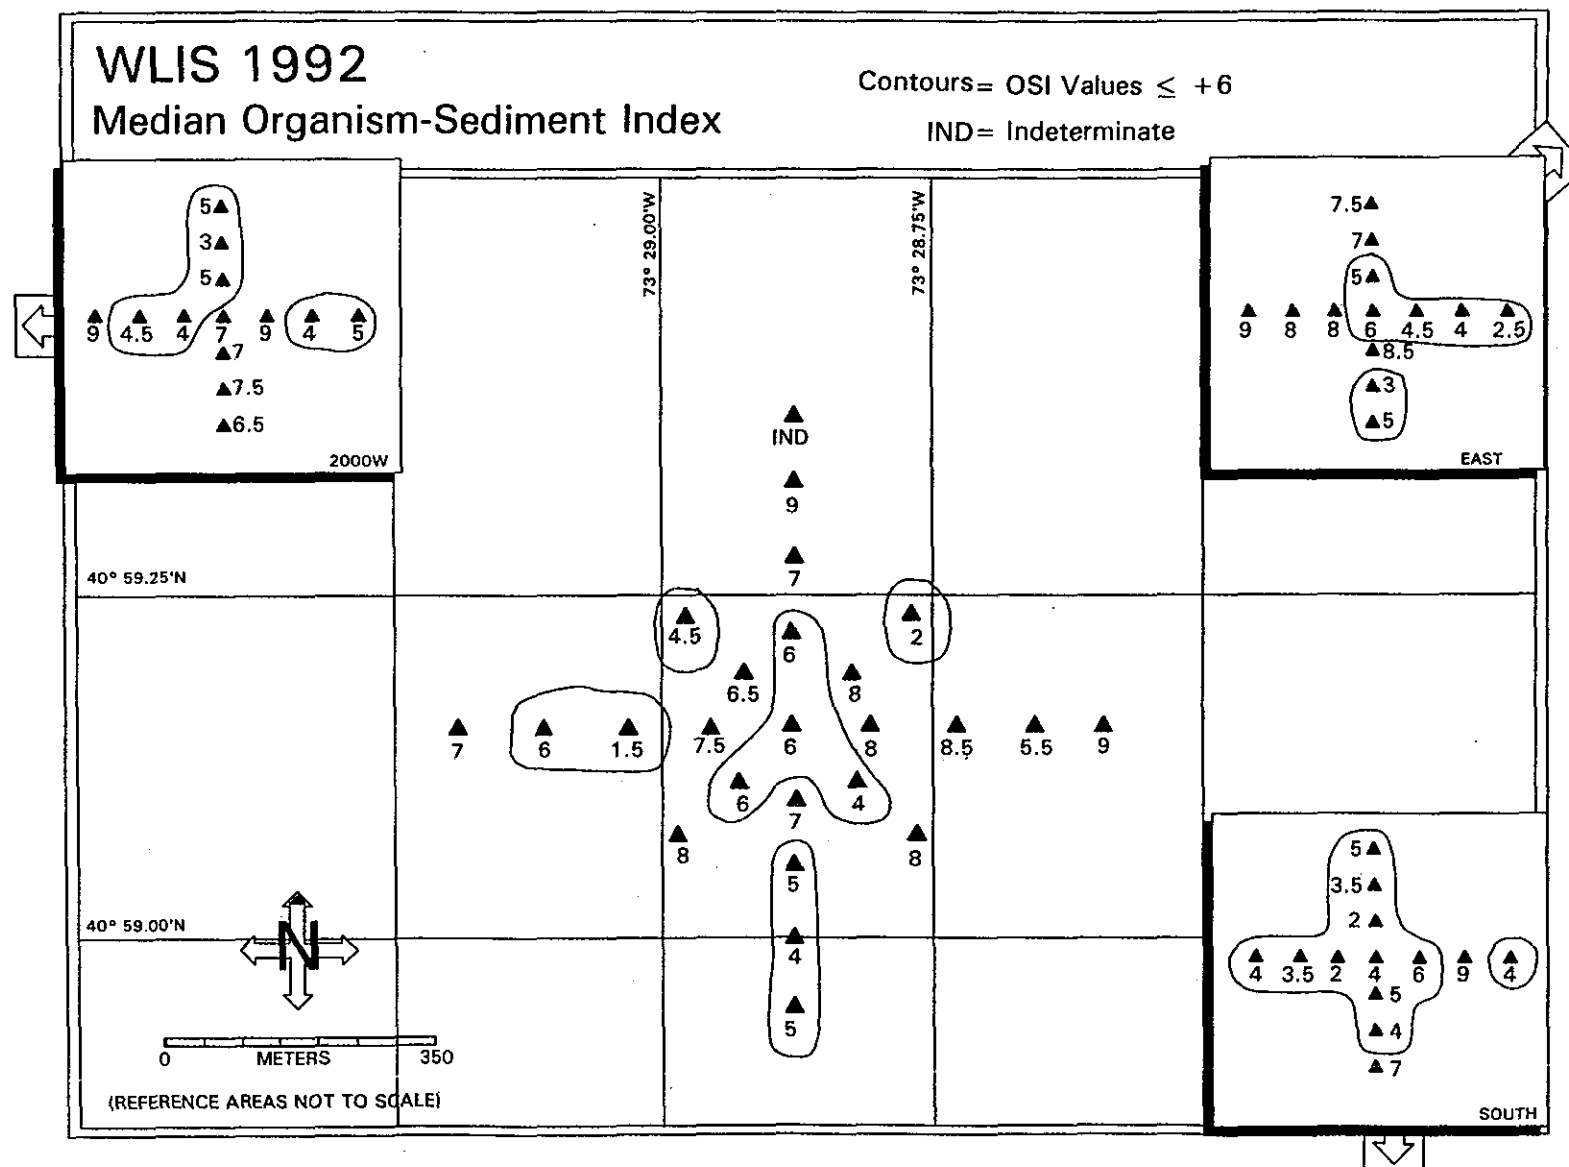 WLIS 1992
Median Organism-Sediment Index
Contours= OSI Values ≤ +6
IND= Indeterminate
5
3
5
9 4.5 4 7 9 4 5
7
7.5
6.5
2000W
73° 29.00'W
73° 28.75'W
7.5
7
5
9 8 8 6 4.5 4 2.5
8.5
3
5
EAST
IND
9
7
40° 59.25'N
4.5 6 2
6.5 8
7 6 1.5 7.5 6 8 8.5 5.5 9
6 7 4
8 8
5
40° 59.00'N
4
5
N
0 METERS 350
(REFERENCE AREAS NOT TO SCALE)
5
3.5
2
4 3.5 2 4 6 9 4
5
4
7
SOUTH